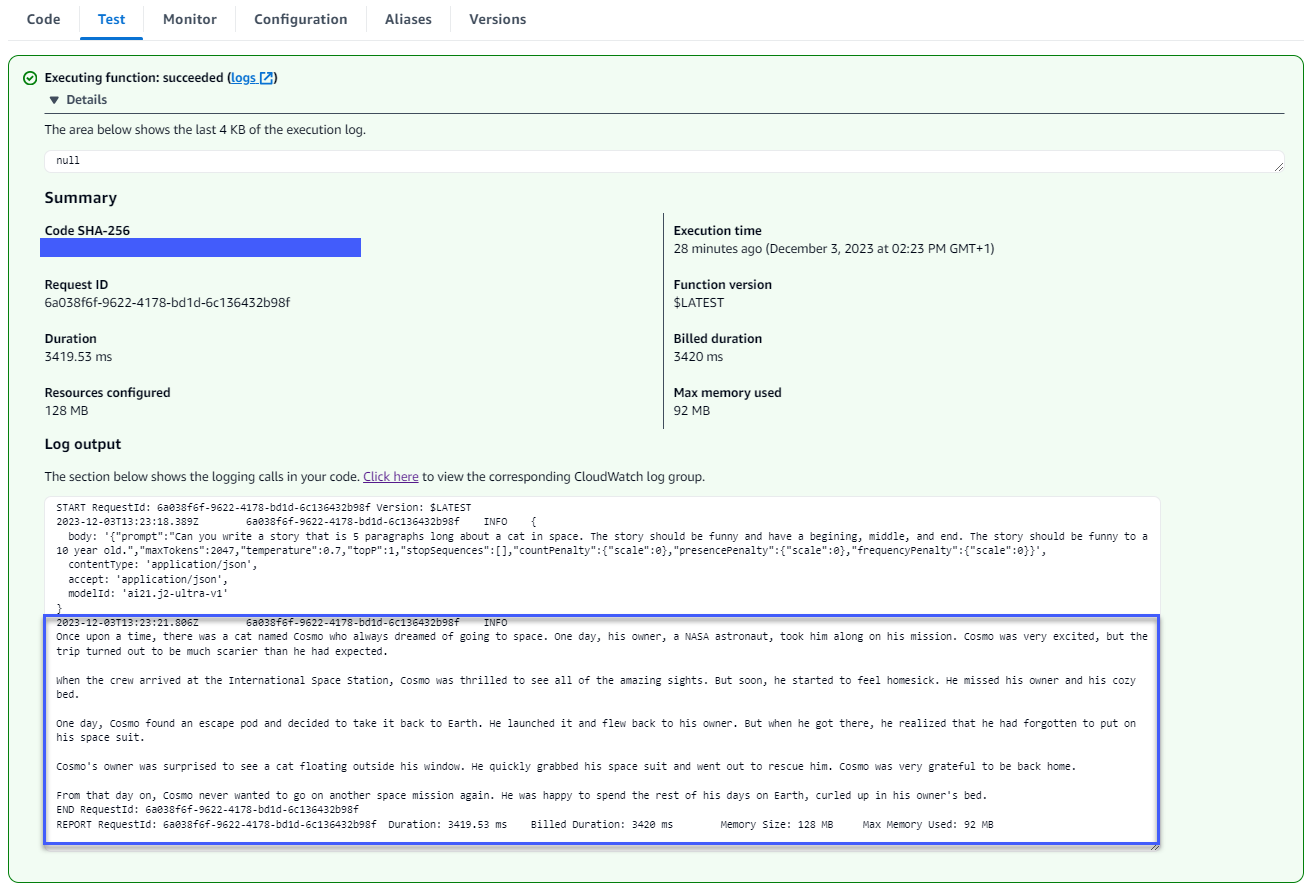 Code Test Monitor Configuration Aliases Versions
Executing function: succeeded (logs)
Details
The area below shows the last 4 KB of the execution log.
null
Summary
Code SHA-256
Execution time
28 minutes ago (December 3, 2023 at 02:23 PM GMT+1)
Request ID
6a038f6f-9622-4178-bd1d-6c136432b98f
Function version
$LATEST
Duration
3419.53 ms
Billed duration
3420 ms
Resources configured
128 MB
Max memory used
92 MB
Log output
The section below shows the logging calls in your code. Click here to view the corresponding CloudWatch log group.
START RequestId: 6a038f6f-9622-4178-bd1d-6c136432b98f Version: $LATEST
2023-12-03T13:23:18.389Z 6a038f6f-9622-4178-bd1d-6c136432b98f INFO {
body: '{"prompt":"Can you write a story that is 5 paragraphs long about a cat in space. The story should be funny and have a begining, middle, and end. The story should be funny to a
10 year old.","maxTokens":2047,"temperature":0.7,"topP":1,"stopSequences":[],"countPenalty":{"scale":0},"presencePenalty":{"scale":0},"frequencyPenalty":{"scale":0}}',
contentType: 'application/json',
accept: 'application/json',
modelId: 'ai21.j2-ultra-v1'
}
2023-12-03T13:23:21.806Z 6a038f6f-9622-4178-bd1d-6c136432b98f INFO
Once upon a time, there was a cat named Cosmo who always dreamed of going to space. One day, his owner, a NASA astronaut, took him along on his mission. Cosmo was very excited, but the
trip turned out to be much scarier than he had expected.
When the crew arrived at the International Space Station, Cosmo was thrilled to see all of the amazing sights. But soon, he started to feel homesick. He missed his owner and his cozy
bed.
One day, Cosmo found an escape pod and decided to take it back to Earth. He launched it and flew back to his owner. But when he got there, he realized that he had forgotten to put on
his space suit.
Cosmo's owner was surprised to see a cat floating outside his window. He quickly grabbed his space suit and went out to rescue him. Cosmo was very grateful to be back home.
From that day on, Cosmo never wanted to go on another space mission again. He was happy to spend the rest of his days on Earth, curled up in his owner's bed.
END RequestId: 6a038f6f-9622-4178-bd1d-6c136432b98f
REPORT RequestId: 6a038f6f-9622-4178-bd1d-6c136432b98f Duration: 3419.53 ms Billed Duration: 3420 ms Memory Size: 128 MB Max Memory Used: 92 MB